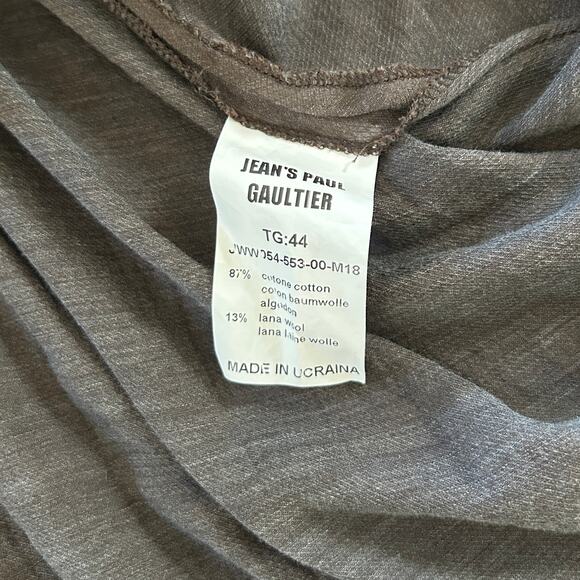 JEAN'S PAUL
GAULTIER
TG:44
JWW054-553-00-M18
87% cotone cotton
coton baumwolle
algodon
13% lana wool
lana laine wolle
MADE IN UCRAINA